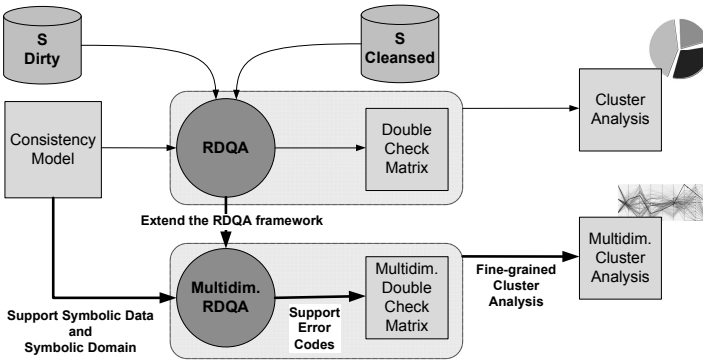 S
Dirty
S
Cleansed
Consistency
Model
RDQA
Double
Check
Matrix
Cluster
Analysis
Extend the RDQA framework
Multidim.
RDQA
Support
Error
Codes
Multidim.
Double
Check
Matrix
Fine-grained
Cluster
Analysis
Multidim.
Cluster
Analysis
Support Symbolic Data
and
Symbolic Domain